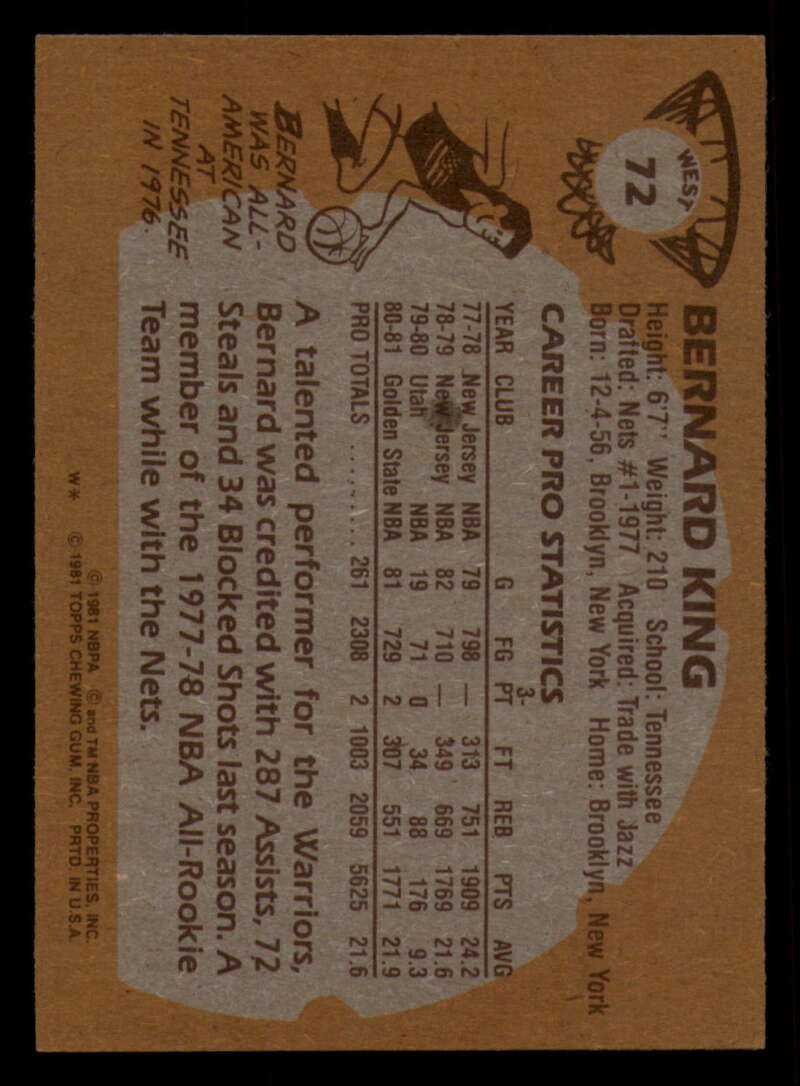 WEST
72
BERNARD KING
Height: 6'7" Weight: 210 School: Tennessee
Drafted: Nets #1-1977 Acquired: Trade with Jazz
Born: 12-4-56, Brooklyn, New York Home: Brooklyn, New York
CAREER PRO STATISTICS
3-
YEAR CLUB G FG PT FT REB PTS AVG
77-78 New Jersey NBA 79 798 — 313 751 1909 24.2
78-79 New Jersey NBA 82 710 — 349 669 1769 21.6
79-80 Utah NBA 19 71 0 34 88 176 9.3
80-81 Golden State NBA 81 729 2 307 551 1771 21.9
PRO TOTALS .......... 261 2308 2 1003 2059 5625 21.6
BERNARD
WAS ALL-
AMERICAN
AT
TENNESSEE
IN 1976.
A talented performer for the Warriors,
Bernard was credited with 287 Assists, 72
Steals and 34 Blocked Shots last season. A
member of the 1977-78 NBA All-Rookie
Team while with the Nets.
© 1981 NBPA © and TM NBA PROPERTIES, INC.
W* © 1981 TOPPS CHEWING GUM, INC. PRTD. IN U.S.A.